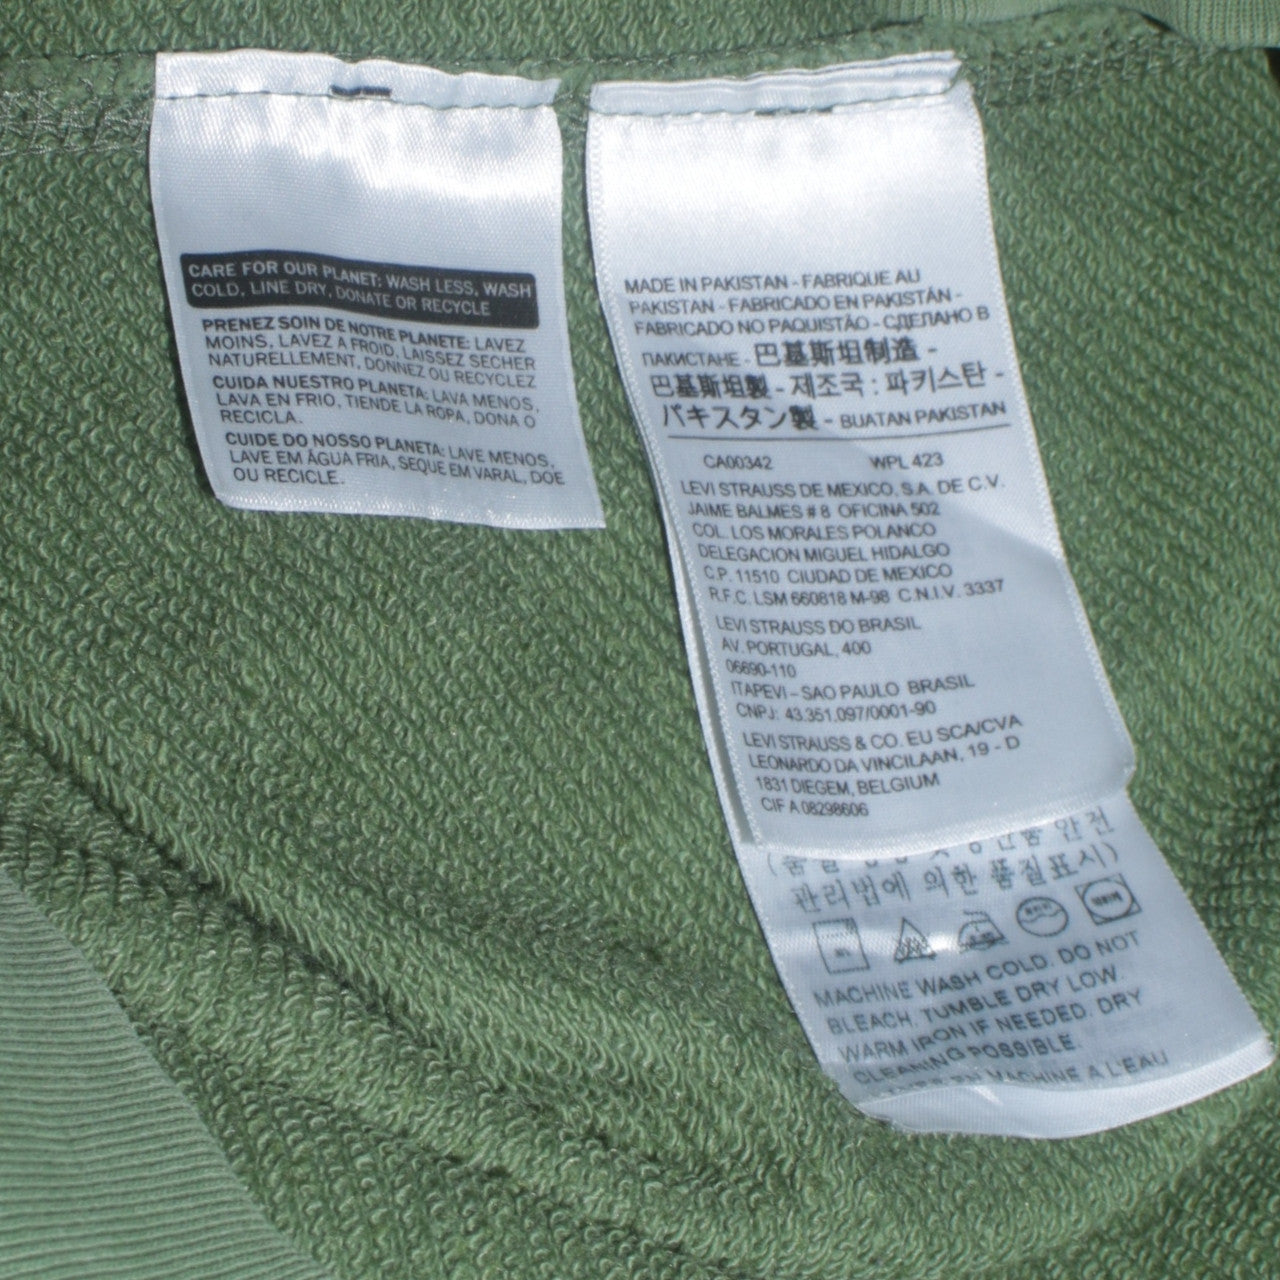 CARE FOR OUR PLANET: WASH LESS, WASH
COLD, LINE DRY, DONATE OR RECYCLE
PRENEZ SOIN DE NOTRE PLANETE: LAVEZ
MOINS, LAVEZ A FROID, LAISSEZ SECHER
NATURELLEMENT, DONNEZ OU RECYCLEZ
CUIDA NUESTRO PLANETA: LAVA MENOS,
LAVA EN FRIO, TIENDE LA ROPA, DONA O
RECICLA.
CUIDE DO NOSSO PLANETA: LAVE MENOS,
LAVE EM ÁGUA FRIA, SEQUE EM VARAL, DOE
OU RECICLE.
MADE IN PAKISTAN - FABRIQUE AU
PAKISTAN - FABRICADO EN PAKISTÁN -
FABRICADO NO PAQUISTÃO - СДЕЛАНО В
ПАКИСТАНЕ - 巴基斯坦制造 -
巴基斯坦製 - 제조국 : 파키스탄 -
パキスタン製 - BUATAN PAKISTAN
CA00342 WPL 423
LEVI STRAUSS DE MEXICO, S.A. DE C.V.
JAIME BALMES # 8 OFICINA 502
COL. LOS MORALES POLANCO
DELEGACION MIGUEL HIDALGO
C.P. 11510 CIUDAD DE MEXICO
R.F.C. LSM 660818 M-98 C.N.I.V. 3337
LEVI STRAUSS DO BRASIL
AV. PORTUGAL, 400
06690-110
ITAPEVI – SAO PAULO BRASIL
CNPJ: 43.351.097/0001-90
LEVI STRAUSS & CO. EU SCA/CVA
LEONARDO DA VINCILAAN, 19 - D
1831 DIEGEM, BELGIUM
CIF A 08298606
안전
관리법에 의한 품질표시)
MACHINE WASH COLD. DO NOT
BLEACH. TUMBLE DRY LOW.
WARM IRON IF NEEDED. DRY
CLEANING POSSIBLE.
MACHINE A L'EAU